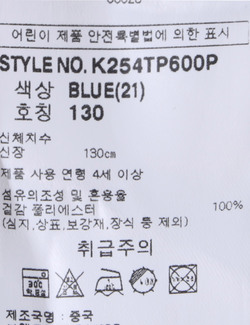 어린이 제품 안전특별법에 의한 표시
STYLE NO. K254TP600P
색상 BLUE(21)
호칭 130
신체치수
신장 130cm
제품 사용 연령 4세 이상
섬유의조성 및 혼용율
겉감 폴리에스터 100%
(심지,상표,보강재,장식 등 제외)
취급주의
제조국명 : 중국